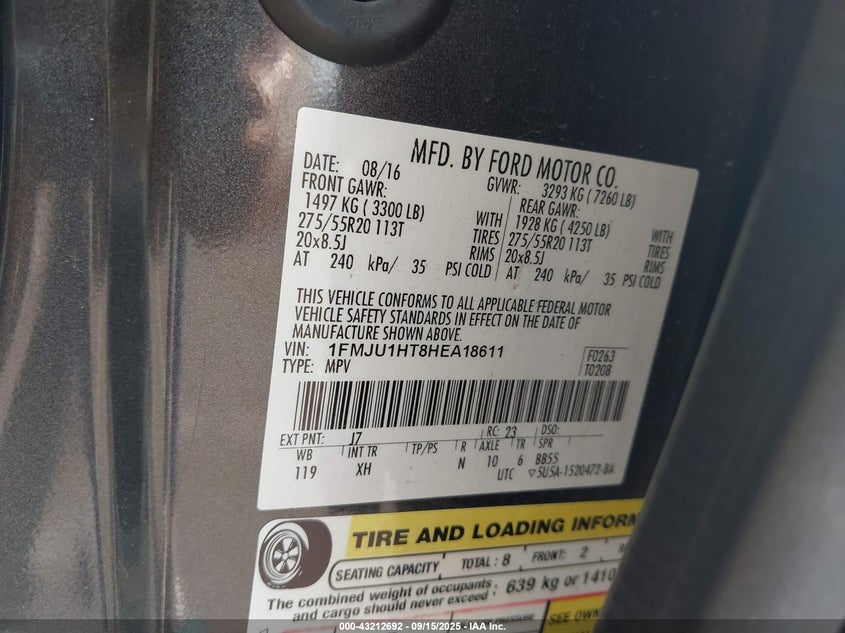 MFD. BY FORD MOTOR CO.
DATE: 08/16 GVWR: 3293 KG ( 7260 LB)
FRONT GAWR: REAR GAWR:
1497 KG ( 3300 LB) WITH 1928 KG ( 4250 LB) WITH
275/55R20 113T TIRES 275/55R20 113T TIRES
20x8.5J RIMS 20x8.5J RIMS
AT 240 kPa/ 35 PSI COLD AT 240 kPa/ 35 PSI COLD
THIS VEHICLE CONFORMS TO ALL APPLICABLE FEDERAL MOTOR
VEHICLE SAFETY STANDARDS IN EFFECT ON THE DATE OF
MANUFACTURE SHOWN ABOVE.
VIN: 1FMJU1HT8HEA18611 F0263
TYPE: MPV T0208
EXT PNT: J7 RC: 23 DSO:
WB INT TR TP/PS R AXLE TR SPR
119 XH N 10 6 BB55
UTC ▽5U5A-1520472-BA
TIRE AND LOADING INFORM
SEATING CAPACITY TOTAL: 8 FRONT: 2
The combined weight of occupants
and cargo should never exceed: 639 kg or 1410
PRESSURE SEE OWN
000-43212692 - 09/15/2025 - IAA Inc.